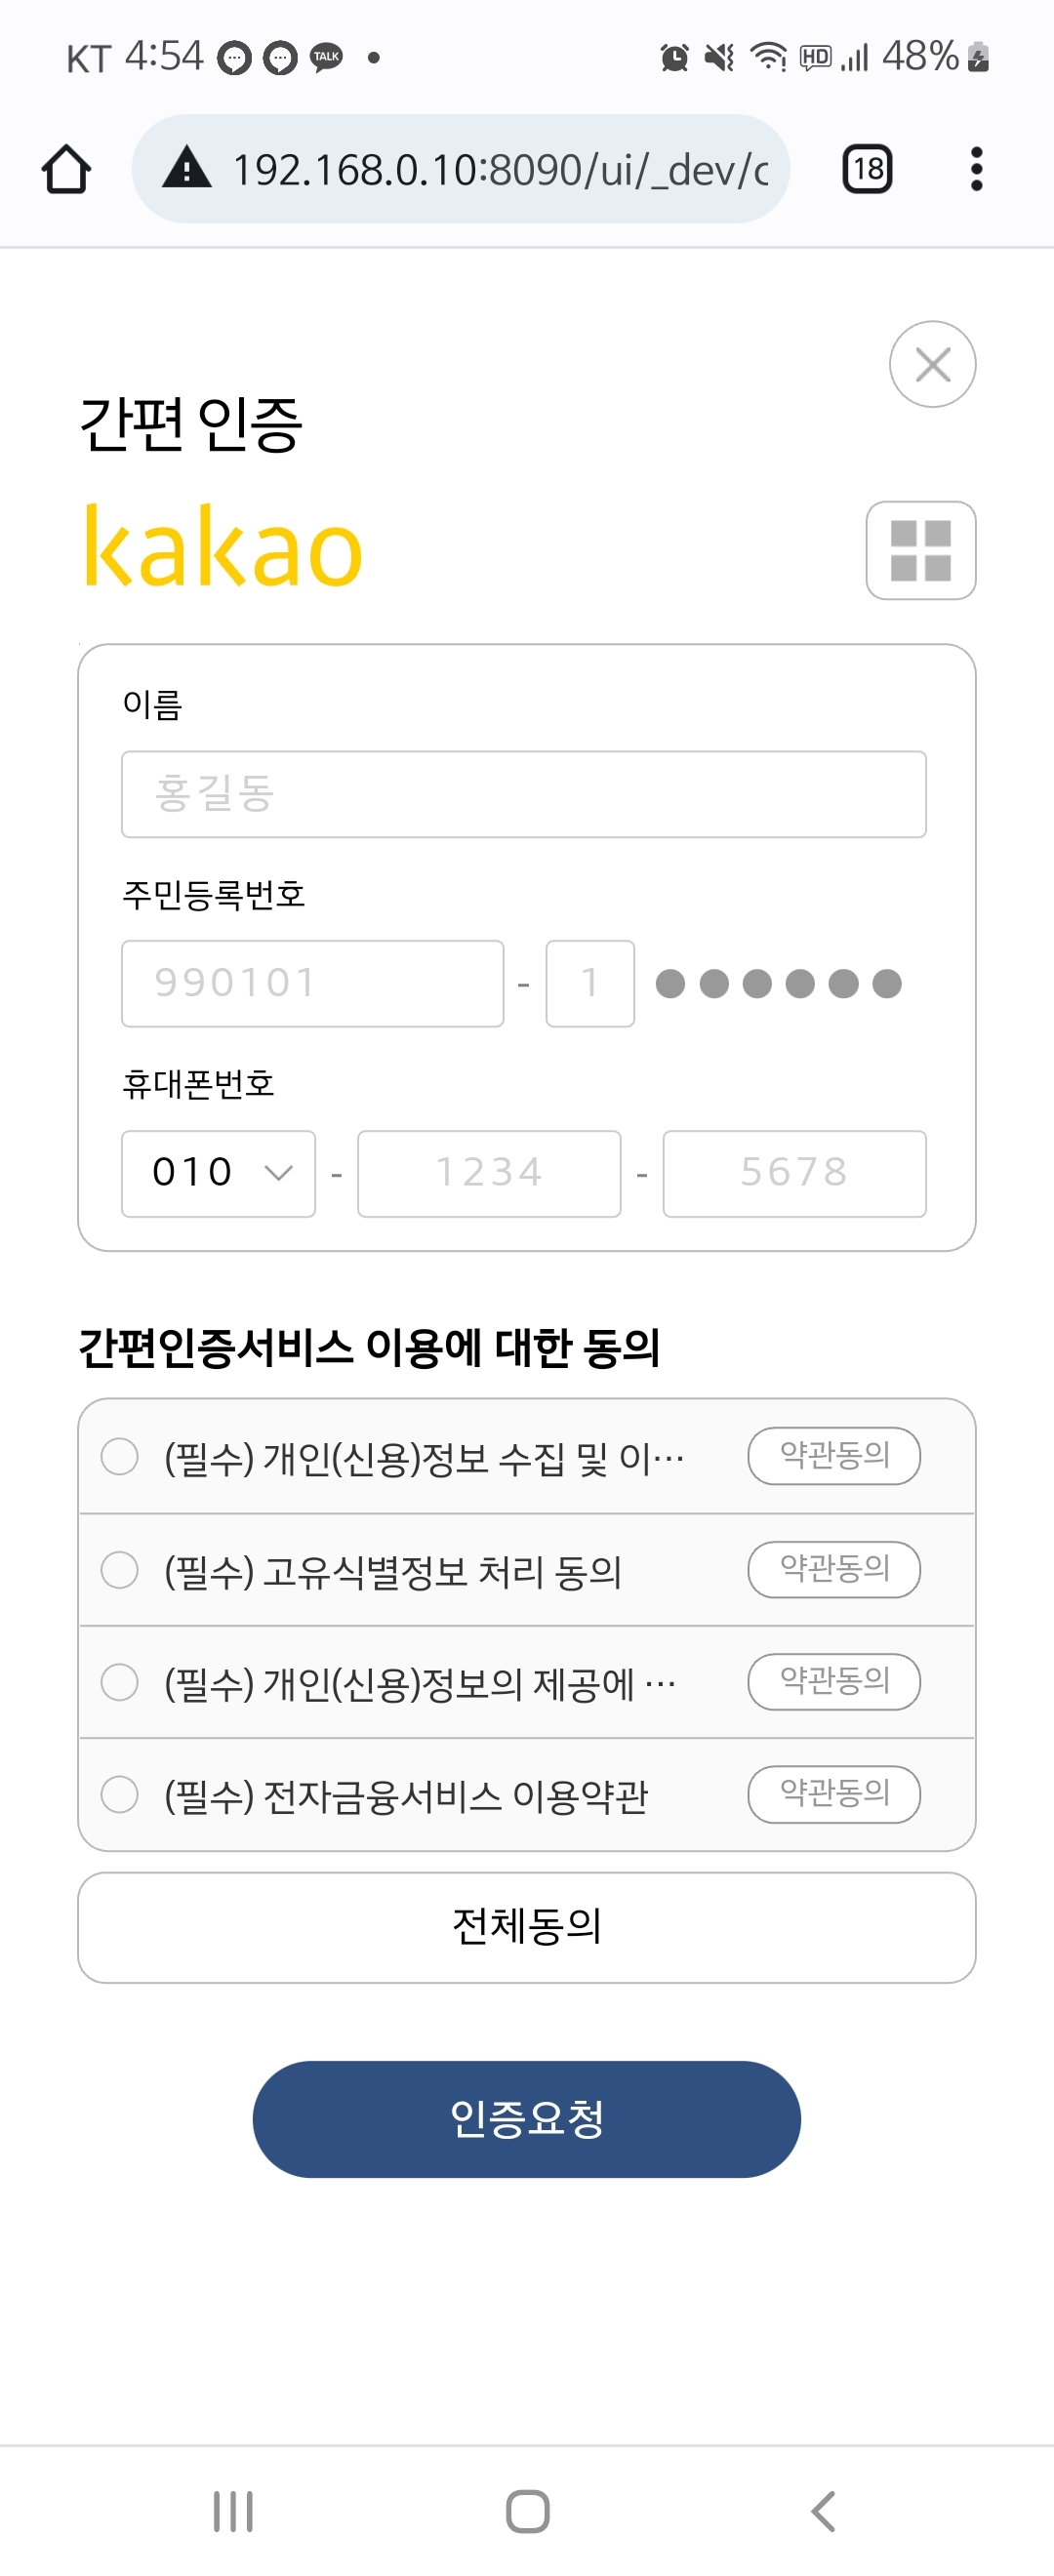 KT 4:54 TALK HD 48%
192.168.0.10:8090/ui/_dev/c 18
간편 인증
kakao
이름
홍길동
주민등록번호
990101 - 1 ●●●●●●
휴대폰번호
010 - 1234 - 5678
간편인증서비스 이용에 대한 동의
(필수) 개인(신용)정보 수집 및 이… 약관동의
(필수) 고유식별정보 처리 동의 약관동의
(필수) 개인(신용)정보의 제공에 … 약관동의
(필수) 전자금융서비스 이용약관 약관동의
전체동의
인증요청